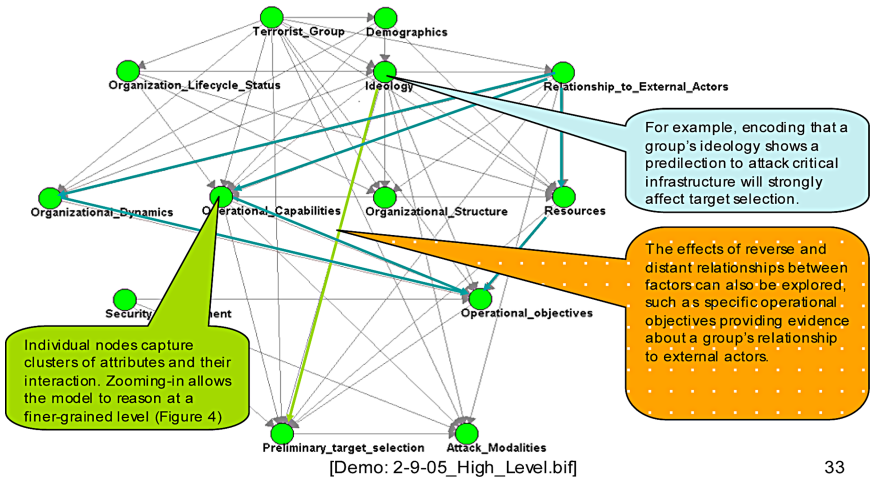 Terrorist_Group
Demographics
Organization_Lifecycle_Status
Ideology
Relationship_to_External_Actors
For example, encoding that a
group's ideology shows a
predilection to attack critical
infrastructure will strongly
affect target selection.
Organizational_Dynamics
Operational_Capabilities
Organizational_Structure
Resources
The effects of reverse and
distant relationships between
factors can also be explored,
such as specific operational
objectives providing evidence
about a group's relationship
to external actors.
Security
Operational_objectives
Individual nodes capture
clusters of attributes and their
interaction. Zooming-in allows
the model to reason at a
finer-grained level (Figure 4)
Preliminary_target_selection
Attack_Modalities
[Demo: 2-9-05_High_Level.bif]
33